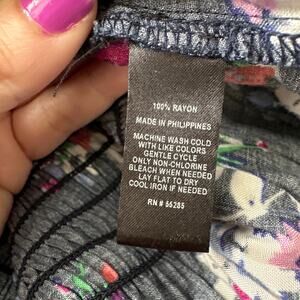 100% RAYON
MADE IN PHILIPPINES
MACHINE WASH COLD
WITH LIKE COLORS
GENTLE CYCLE
ONLY NON-CHLORINE
BLEACH WHEN NEEDED
LAY FLAT TO DRY
COOL IRON IF NEEDED
RN # 66285